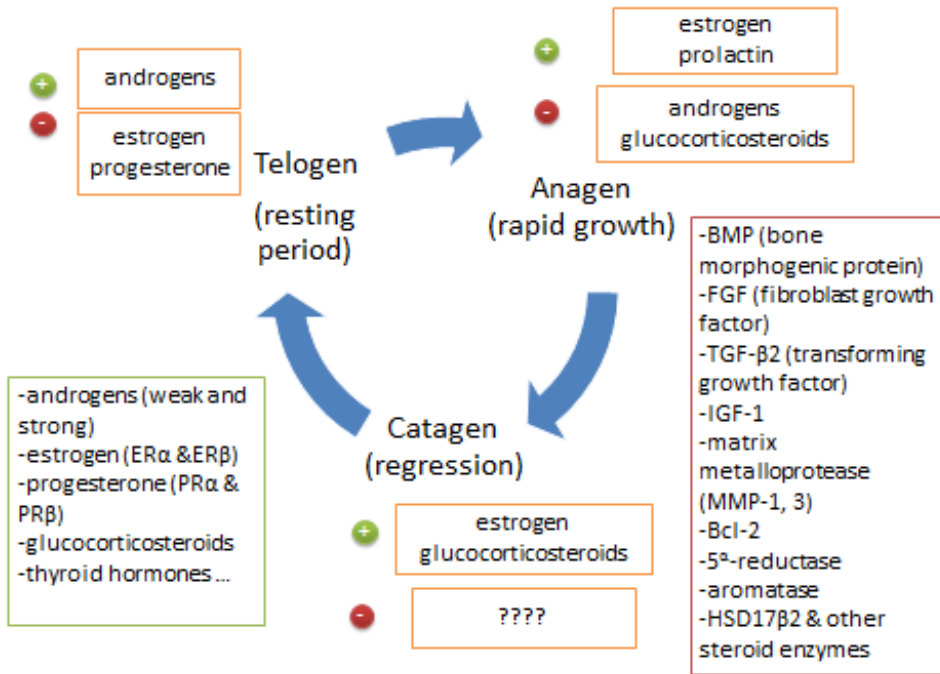 +
androgens
-
estrogen
progesterone
Telogen
(resting
period)
+
estrogen
prolactin
-
androgens
glucocorticosteroids
Anagen
(rapid growth)
-BMP (bone
morphogenic protein)
-FGF (fibroblast growth
factor)
-TGF-β2 (transforming
growth factor)
-IGF-1
-matrix
metalloprotease
(MMP-1, 3)
-Bcl-2
-5ᵅ-reductase
-aromatase
-HSD17β2 & other
steroid enzymes
Catagen
(regression)
+
estrogen
glucocorticosteroids
-
????
-androgens (weak and
strong)
-estrogen (ERα &ERβ)
-progesterone (PRα &
PRβ)
-glucocorticosteroids
-thyroid hormones ...